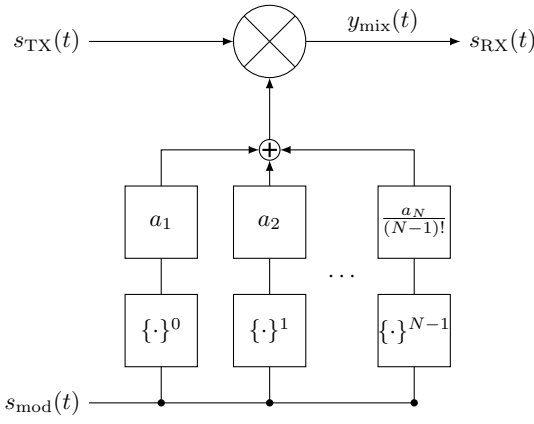 s_TX(t) y_mix(t) s_RX(t)
+
a_1 a_2 a_N/(N−1)!
...
{·}^0 {·}^1 {·}^{N−1}
s_mod(t)